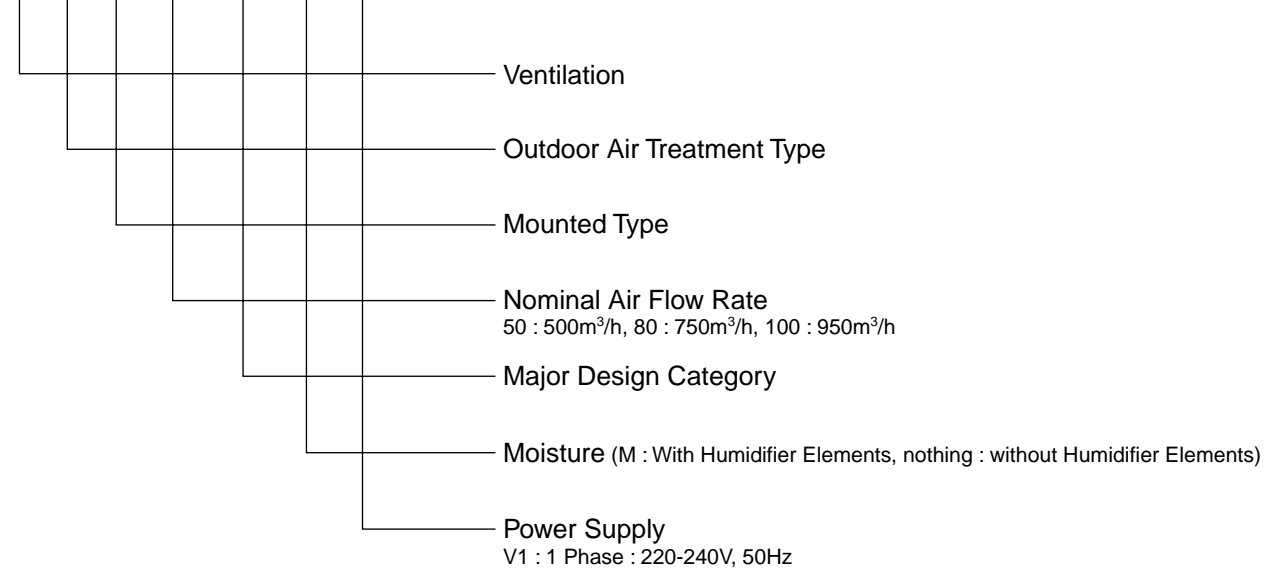 Ventilation
Outdoor Air Treatment Type
Mounted Type
Nominal Air Flow Rate
50 : 500m³/h, 80 : 750m³/h, 100 : 950m³/h
Major Design Category
Moisture (M : With Humidifier Elements, nothing : without Humidifier Elements)
Power Supply
V1 : 1 Phase : 220-240V, 50Hz